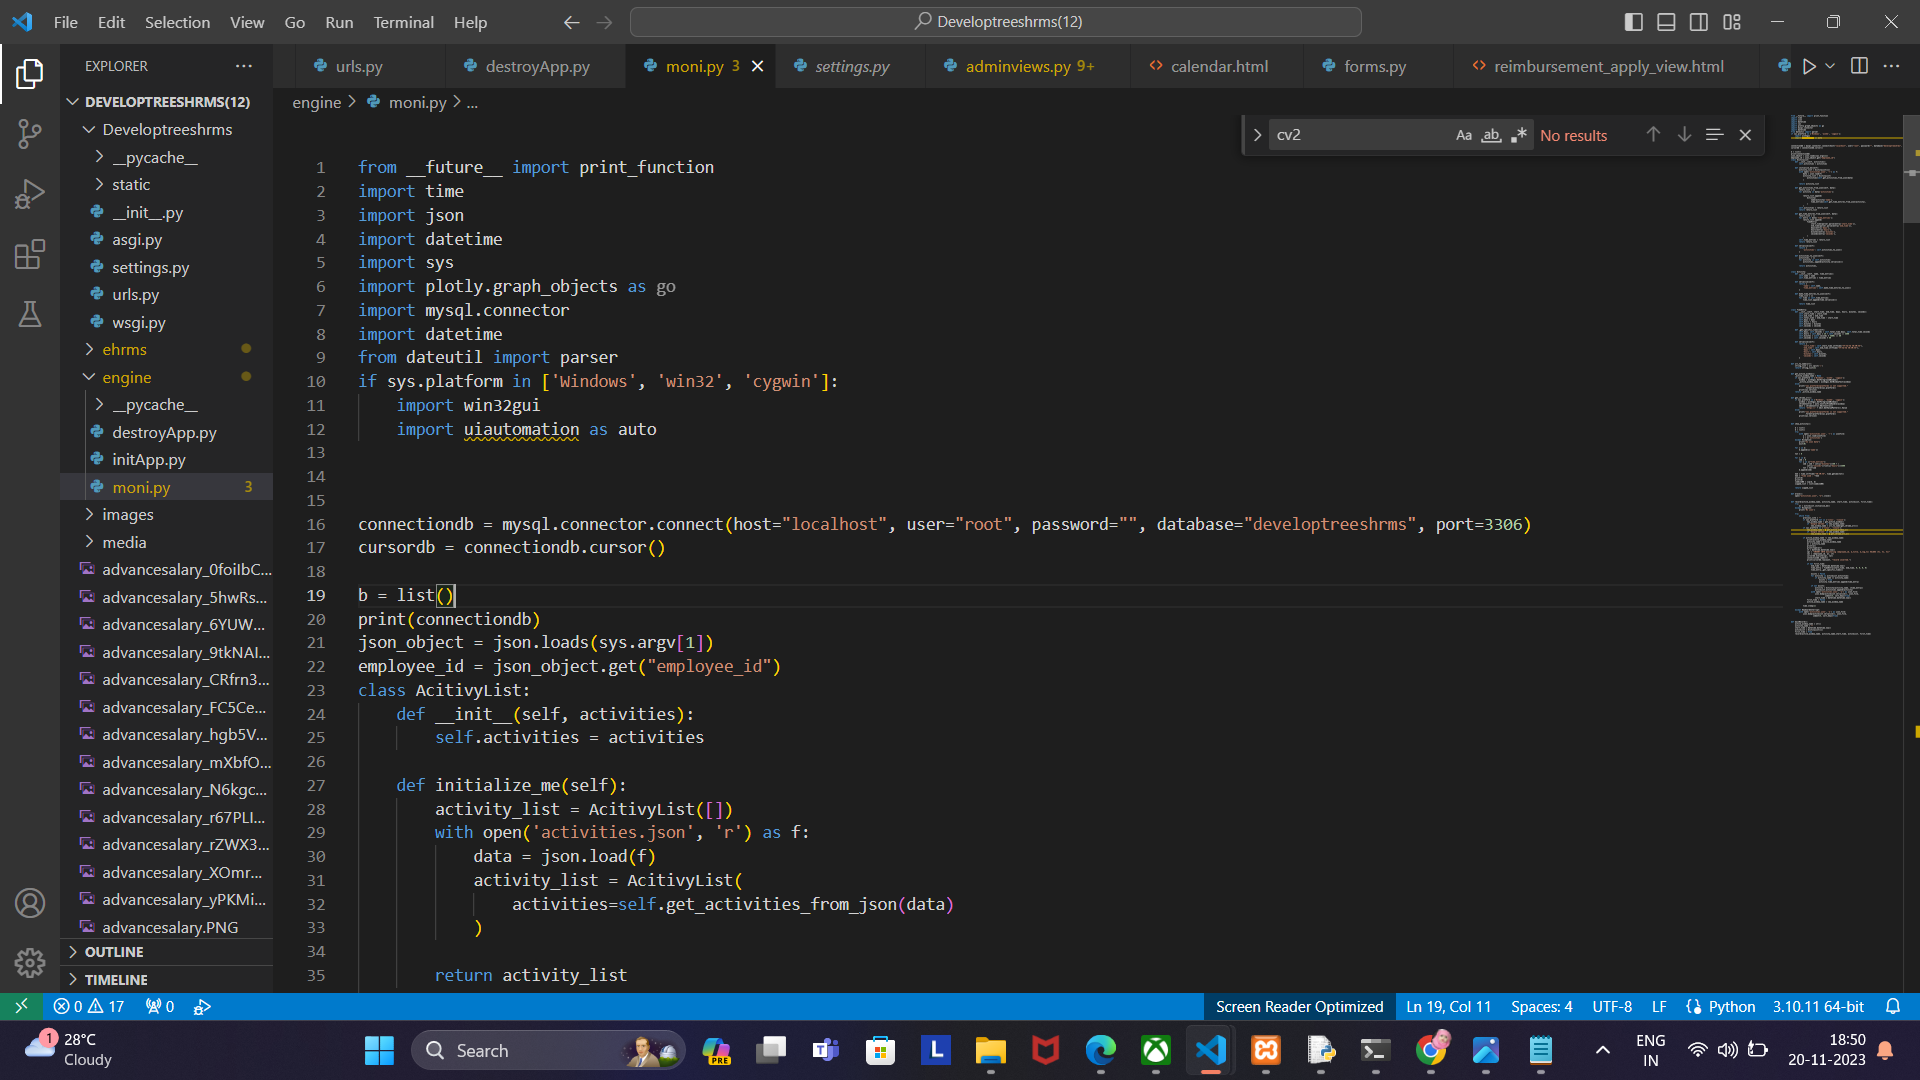 File Edit Selection View Go Run Terminal Help
Developtreeshrms(12)
EXPLORER
urls.py
destroyApp.py
moni.py 3
settings.py
adminviews.py 9+
calendar.html
forms.py
reimbursement_apply_view.html
engine > moni.py > ...
cv2
Aa ab .*
No results
DEVELOPTREESHRMS(12)
Developtreeshrms
__pycache__
static
__init__.py
asgi.py
settings.py
urls.py
wsgi.py
ehrms
engine
__pycache__
destroyApp.py
initApp.py
moni.py 3
images
media
advancesalary_0foiIbC...
advancesalary_5hwRs...
advancesalary_6YUW...
advancesalary_9tkNAI...
advancesalary_CRfrn3...
advancesalary_FC5Ce...
advancesalary_hgb5V...
advancesalary_mXbfO...
advancesalary_N6kgc...
advancesalary_r67PLI...
advancesalary_rZWX3...
advancesalary_XOmr...
advancesalary_yPKMi...
advancesalary.PNG
OUTLINE
TIMELINE
1 from __future__ import print_function
2 import time
3 import json
4 import datetime
5 import sys
6 import plotly.graph_objects as go
7 import mysql.connector
8 import datetime
9 from dateutil import parser
10 if sys.platform in ['Windows', 'win32', 'cygwin']:
11     import win32gui
12     import uiautomation as auto
13
14
15
16 connectiondb = mysql.connector.connect(host="localhost", user="root", password="", database="developtreeshrms", port=3306)
17 cursordb = connectiondb.cursor()
18
19 b = list()
20 print(connectiondb)
21 json_object = json.loads(sys.argv[1])
22 employee_id = json_object.get("employee_id")
23 class AcitivyList:
24     def __init__(self, activities):
25         self.activities = activities
26
27     def initialize_me(self):
28         activity_list = AcitivyList([])
29         with open('activities.json', 'r') as f:
30             data = json.load(f)
31             activity_list = AcitivyList(
32                 activities=self.get_activities_from_json(data)
33             )
34
35         return activity_list
0 17 0
Screen Reader Optimized
Ln 19, Col 11
Spaces: 4
UTF-8
LF
{} Python
3.10.11 64-bit
1
28°C
Cloudy
Search
PRE
L
ENG
IN
18:50
20-11-2023